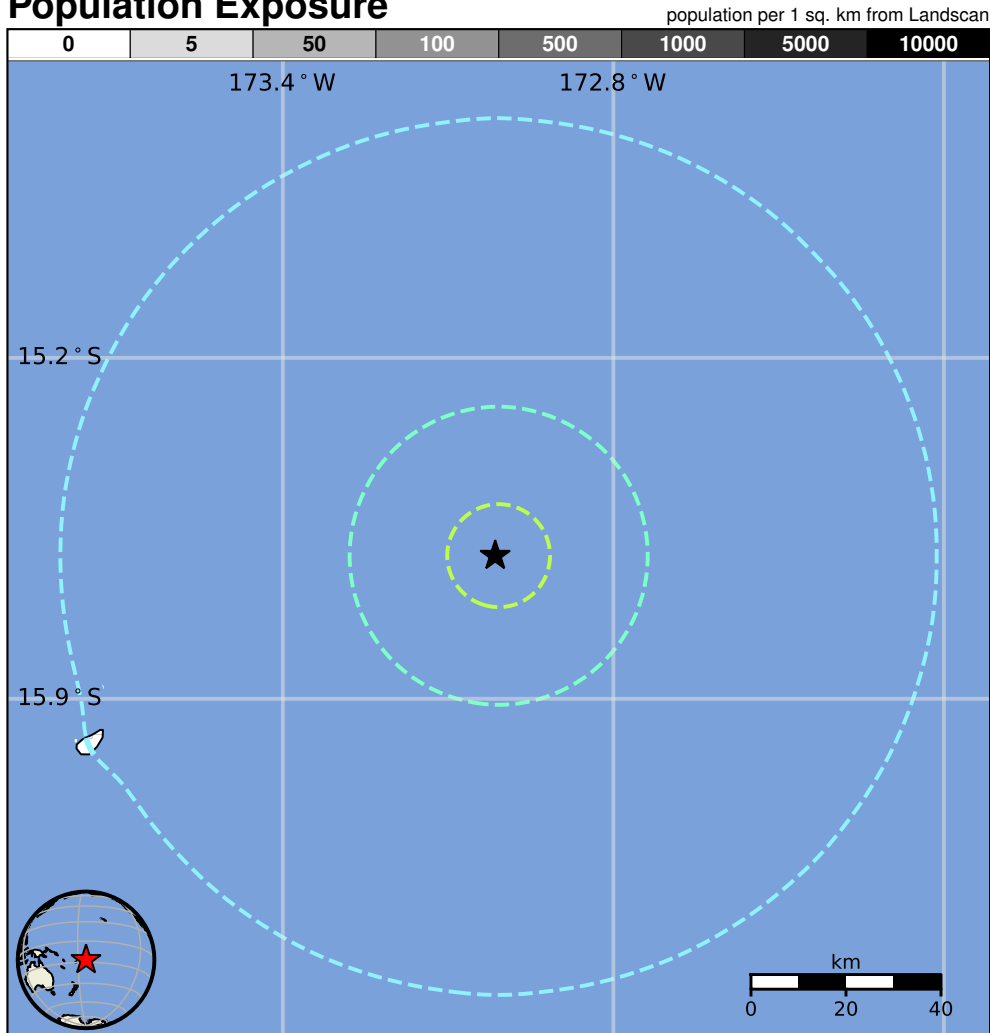 Population Exposure
population per 1 sq. km from Landscan
0 5 50 100 500 1000 5000 10000
173.4°W 172.8°W
15.2°S
15.9°S
km
0 20 40